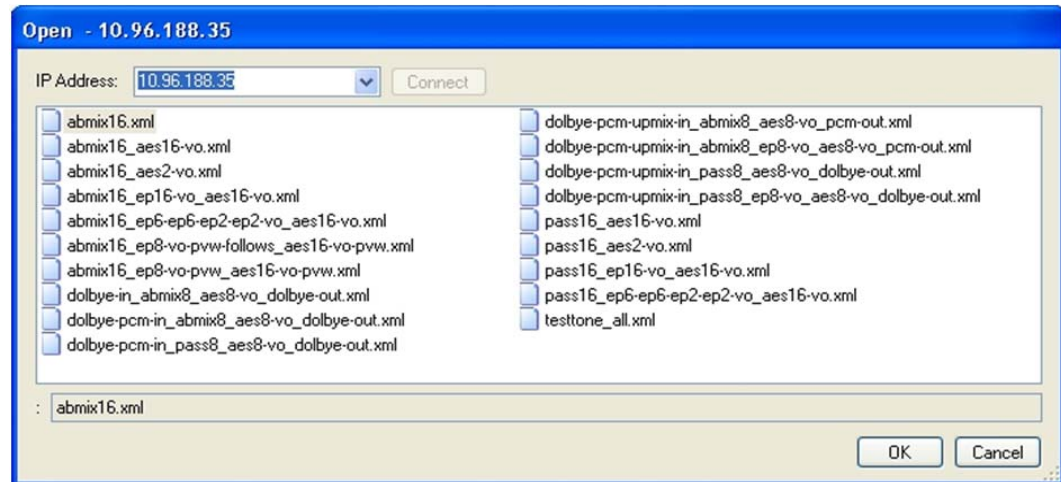 Open - 10.96.188.35
IP Address: 10.96.188.35 Connect
abmix16.xml
abmix16_aes16-vo.xml
abmix16_aes2-vo.xml
abmix16_ep16-vo_aes16-vo.xml
abmix16_ep6-ep6-ep2-ep2-vo_aes16-vo.xml
abmix16_ep8-vo-pvw-follows_aes16-vo-pvw.xml
abmix16_ep8-vo-pvw_aes16-vo-pvw.xml
dolbye-in_abmix8_aes8-vo_dolbye-out.xml
dolbye-pcm-in_abmix8_aes8-vo_dolbye-out.xml
dolbye-pcm-in_pass8_aes8-vo_dolbye-out.xml
dolbye-pcm-upmix-in_abmix8_aes8-vo_pcm-out.xml
dolbye-pcm-upmix-in_abmix8_ep8-vo_aes8-vo_pcm-out.xml
dolbye-pcm-upmix-in_pass8_aes8-vo_dolbye-out.xml
dolbye-pcm-upmix-in_pass8_ep8-vo_aes8-vo_dolbye-out.xml
pass16_aes16-vo.xml
pass16_aes2-vo.xml
pass16_ep16-vo_aes16-vo.xml
pass16_ep6-ep6-ep2-ep2-vo_aes16-vo.xml
testtone_all.xml
: abmix16.xml
OK Cancel